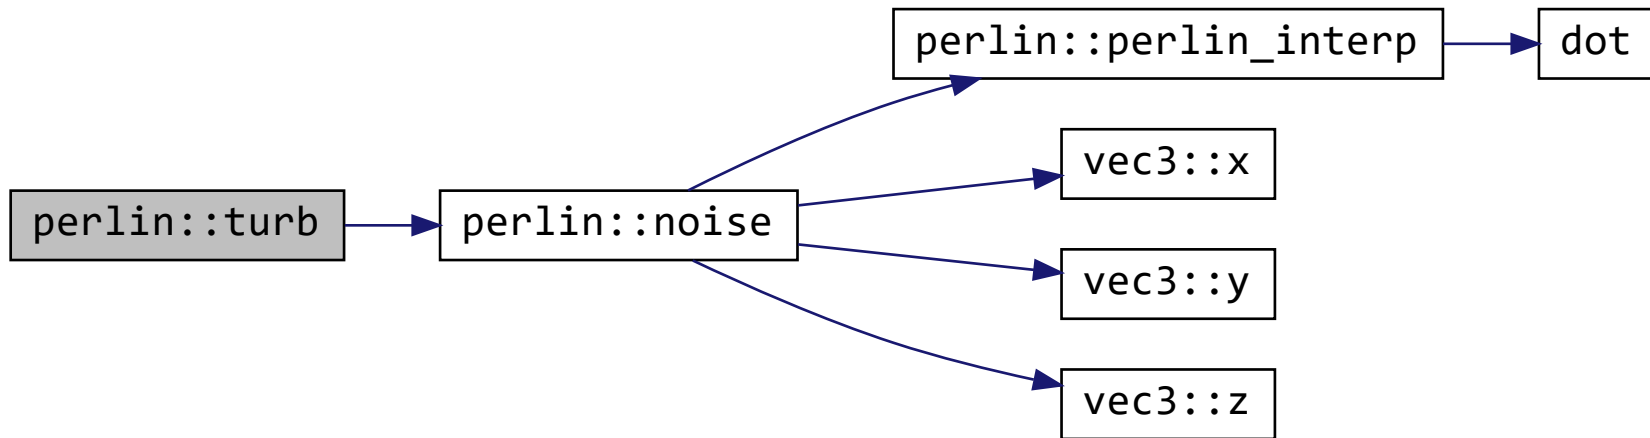 perlin::perlin_interp
dot
vec3::x
perlin::turb
perlin::noise
vec3::y
vec3::z